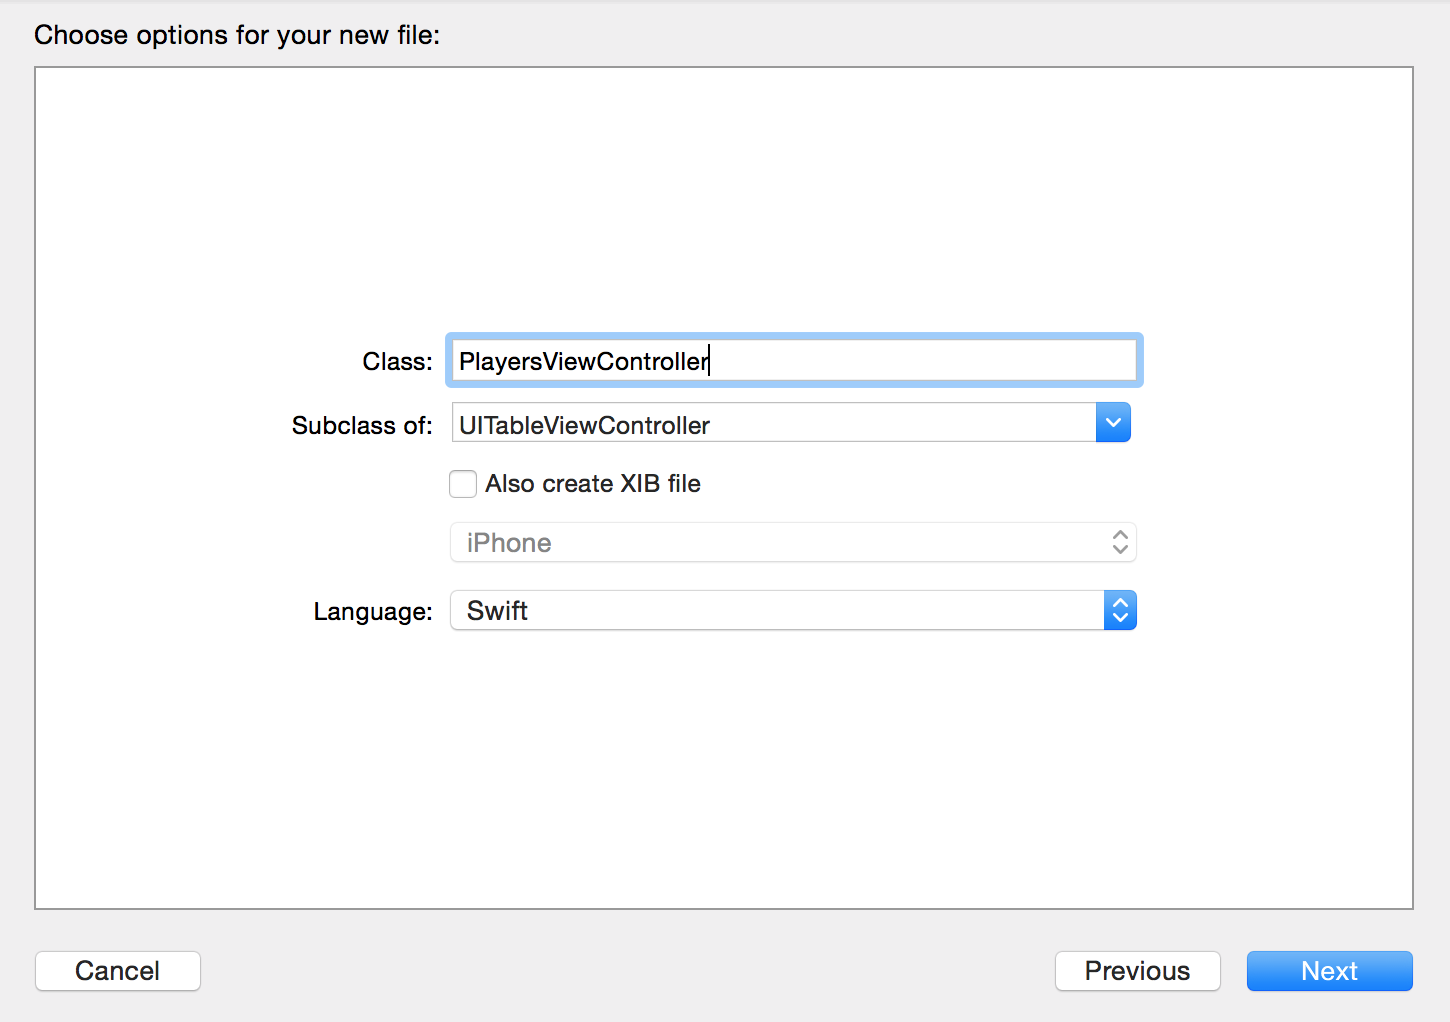 Choose options for your new file:
Class: PlayersViewController
Subclass of: UITableViewController
Also create XIB file
iPhone
Language: Swift
Cancel Previous Next